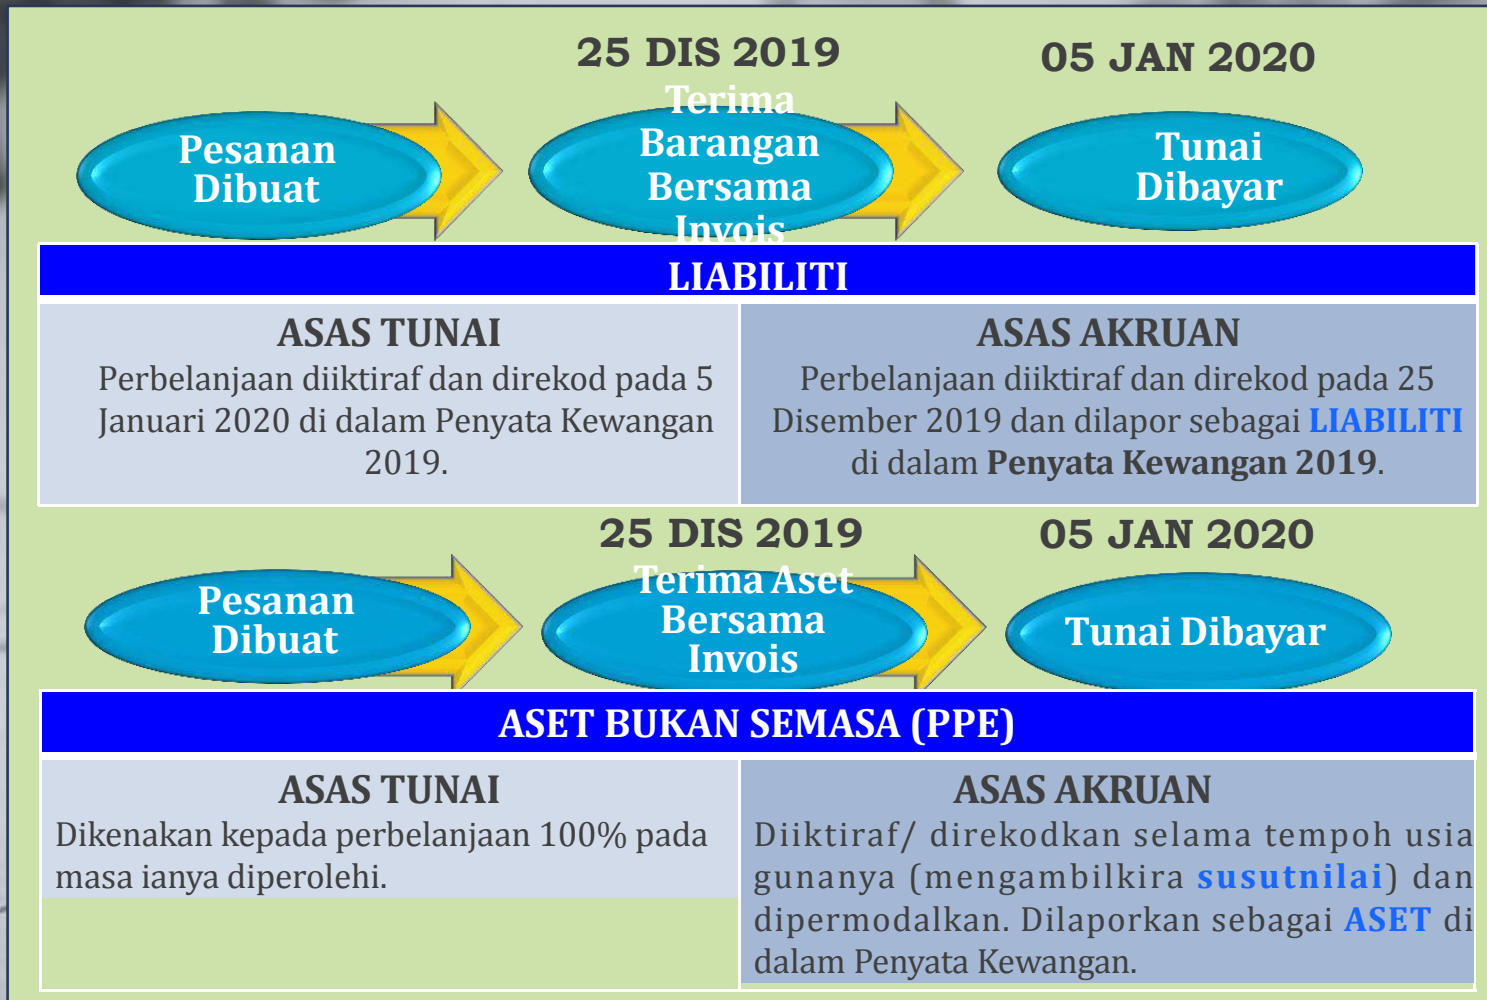 25 DIS 2019
05 JAN 2020
Pesanan
Dibuat
Terima
Barangan
Bersama
Invois
Tunai
Dibayar
LIABILITI
ASAS TUNAI
Perbelanjaan diiktiraf dan direkod pada 5
Januari 2020 di dalam Penyata Kewangan
2019.
ASAS AKRUAN
Perbelanjaan diiktiraf dan direkod pada 25
Disember 2019 dan dilapor sebagai LIABILITI
di dalam Penyata Kewangan 2019.
25 DIS 2019
05 JAN 2020
Pesanan
Dibuat
Terima Aset
Bersama
Invois
Tunai Dibayar
ASET BUKAN SEMASA (PPE)
ASAS TUNAI
Dikenakan kepada perbelanjaan 100% pada
masa ianya diperolehi.
ASAS AKRUAN
Diiktiraf/ direkodkan selama tempoh usia
gunanya (mengambilkira susutnilai) dan
dipermodalkan. Dilaporkan sebagai ASET di
dalam Penyata Kewangan.